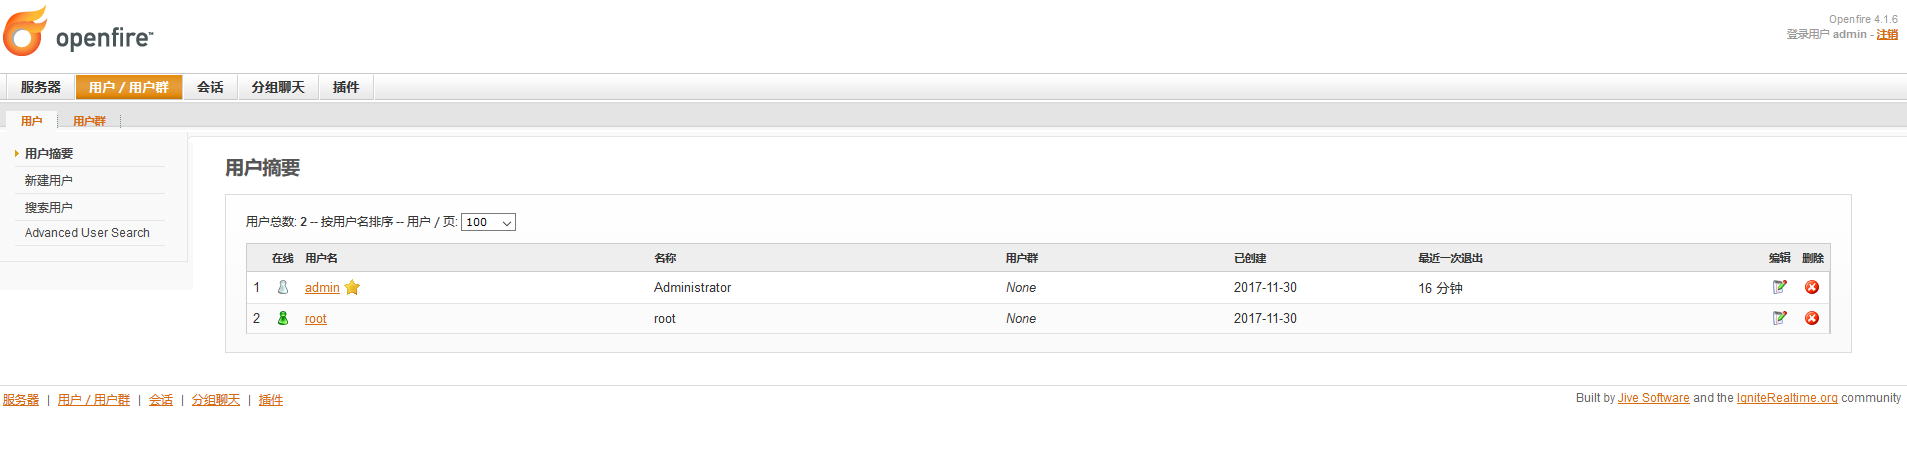 openfire™
Openfire 4.1.6
登录用户 admin - 注销
服务器 用户 / 用户群 会话 分组聊天 插件
用户 用户群
用户摘要
新建用户
搜索用户
Advanced User Search
用户摘要
用户总数: 2 -- 按用户名排序 -- 用户 / 页: 100
在线 用户名 名称 用户群 已创建 最近一次退出 编辑 删除
1 admin Administrator None 2017-11-30 16 分钟
2 root root None 2017-11-30
服务器 | 用户 / 用户群 | 会话 | 分组聊天 | 插件
Built by Jive Software and the IgniteRealtime.org community